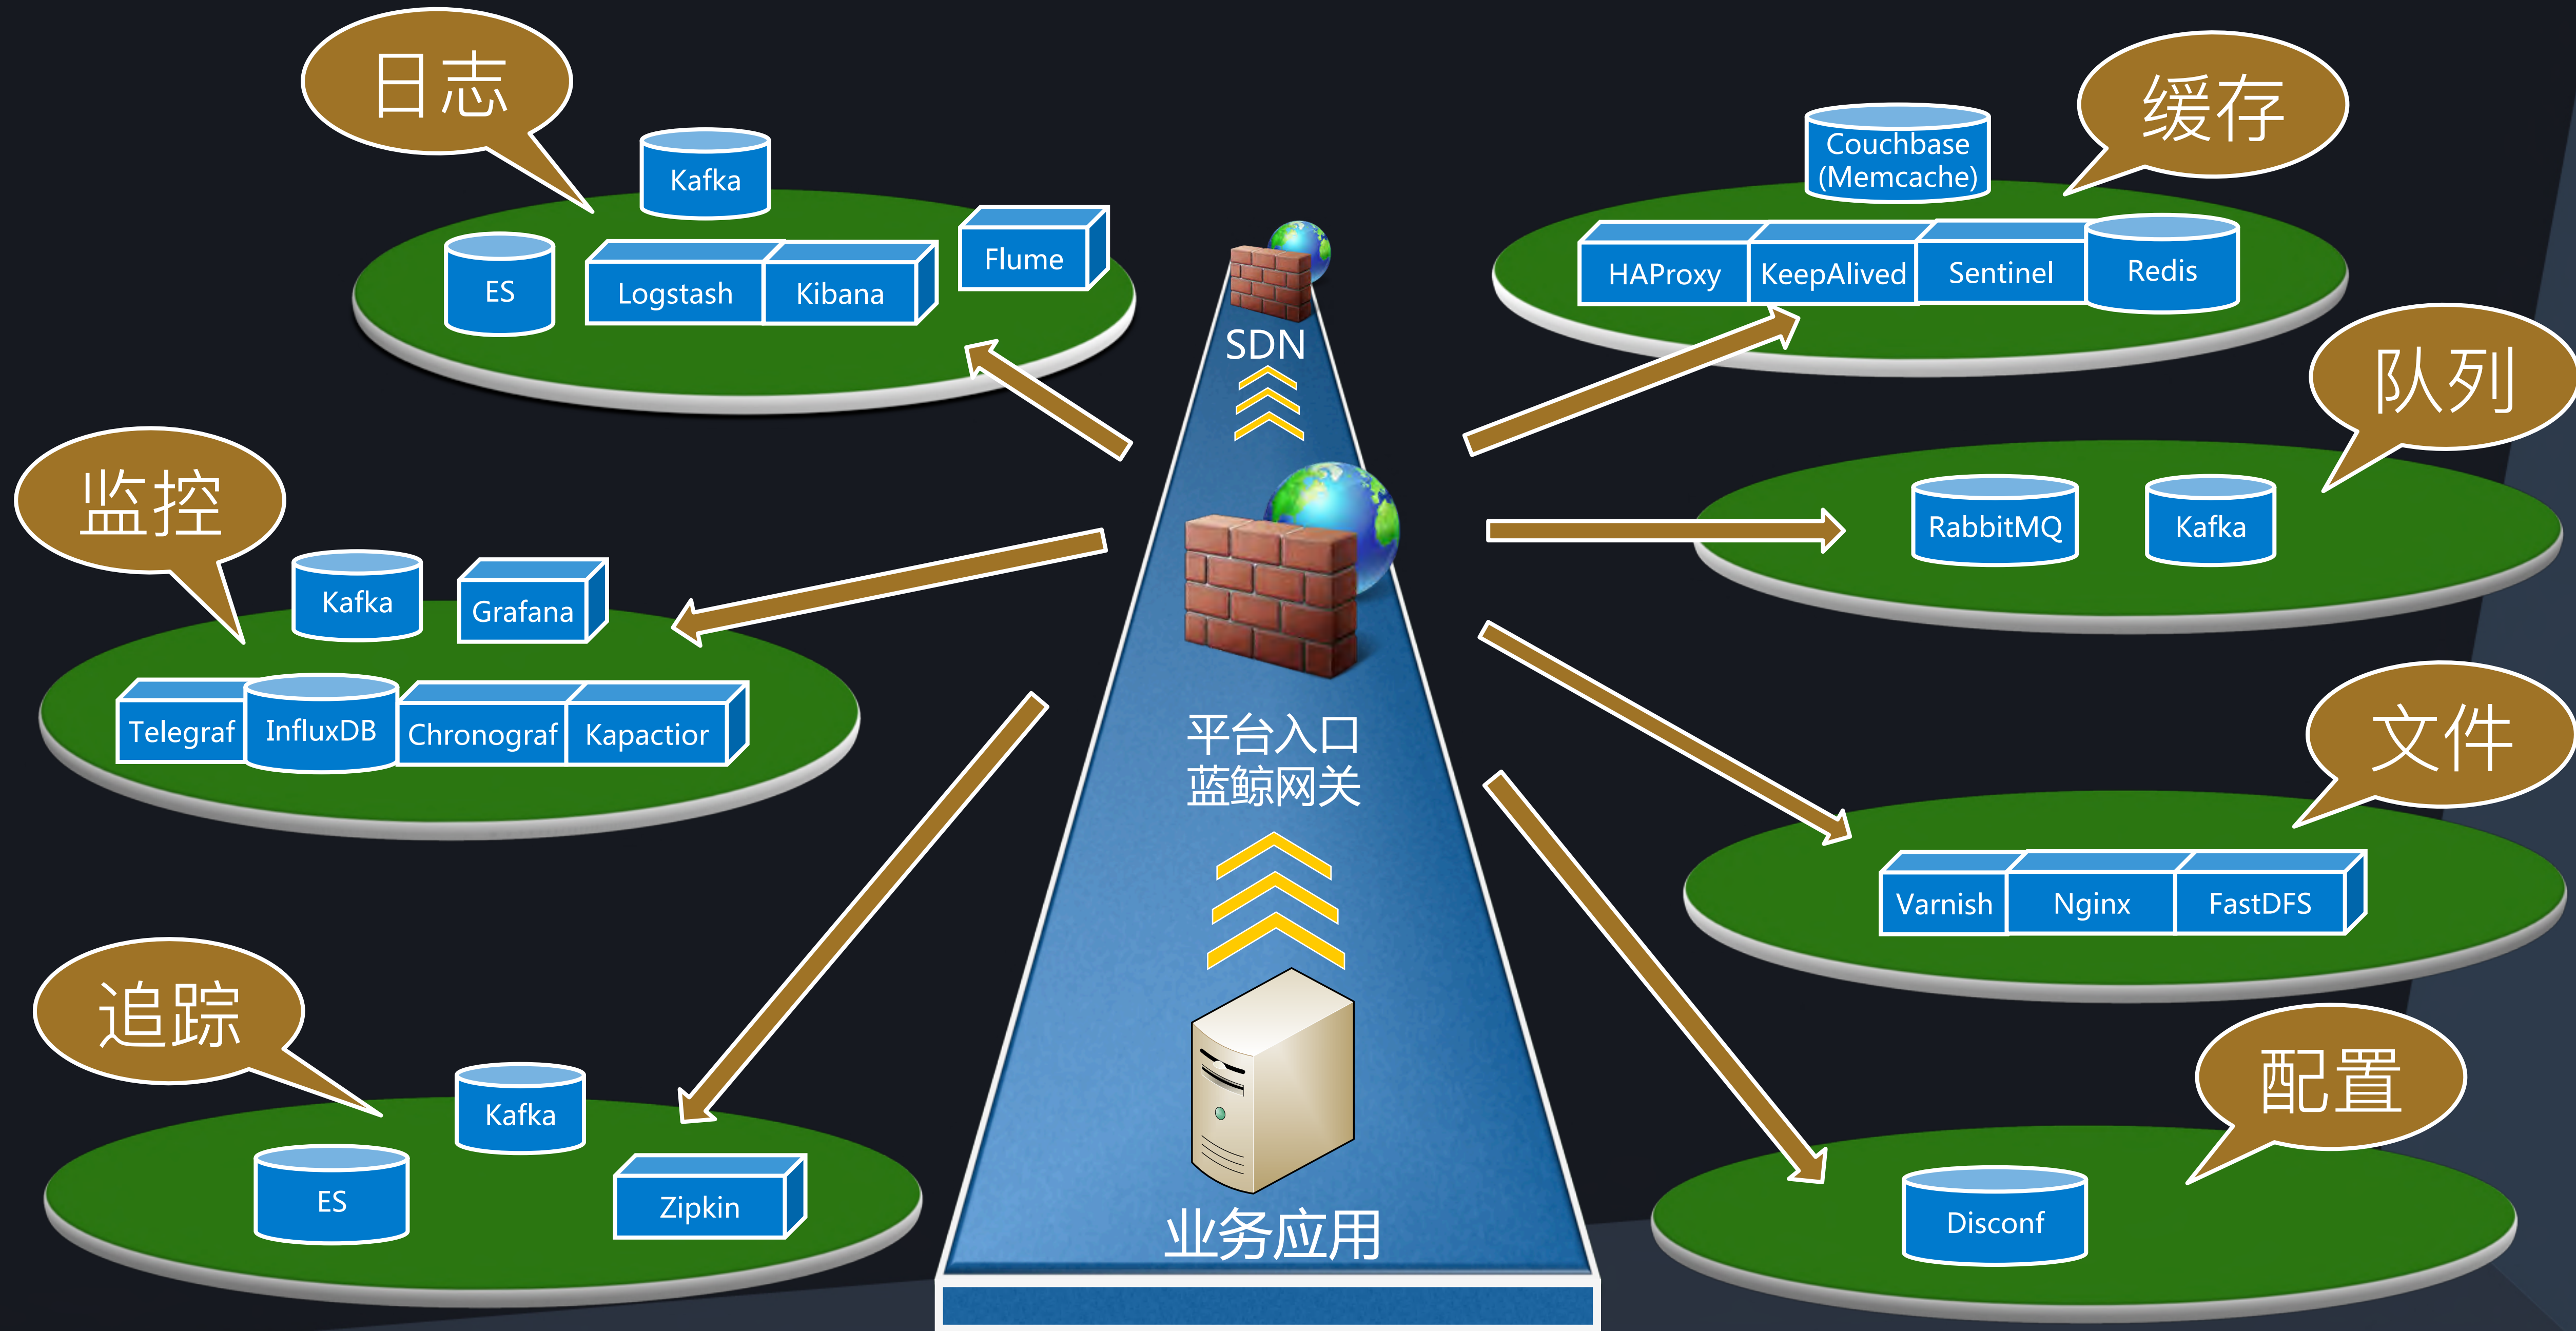 日志
Kafka
ES
Logstash
Kibana
Flume
监控
Kafka
Grafana
Telegraf
InfluxDB
Chronograf
Kapactior
追踪
Kafka
ES
Zipkin
SDN
平台入口
蓝鲸网关
业务应用
缓存
Couchbase
(Memcache)
HAProxy
KeepAlived
Sentinel
Redis
队列
RabbitMQ
Kafka
文件
Varnish
Nginx
FastDFS
配置
Disconf